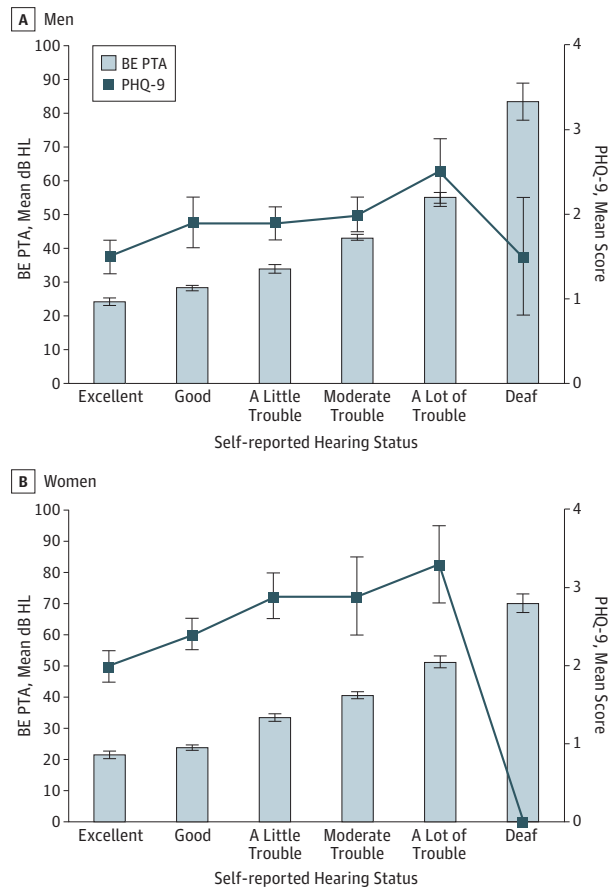 A Men
BE PTA
PHQ-9
100
90
80
70
60
50
40
30
20
10
0
BE PTA, Mean dB HL
4
3
2
1
0
PHQ-9, Mean Score
Excellent
Good
A Little
Trouble
Moderate
Trouble
A Lot of
Trouble
Deaf
Self-reported Hearing Status
B Women
100
90
80
70
60
50
40
30
20
10
0
BE PTA, Mean dB HL
4
3
2
1
0
PHQ-9, Mean Score
Excellent
Good
A Little
Trouble
Moderate
Trouble
A Lot of
Trouble
Deaf
Self-reported Hearing Status